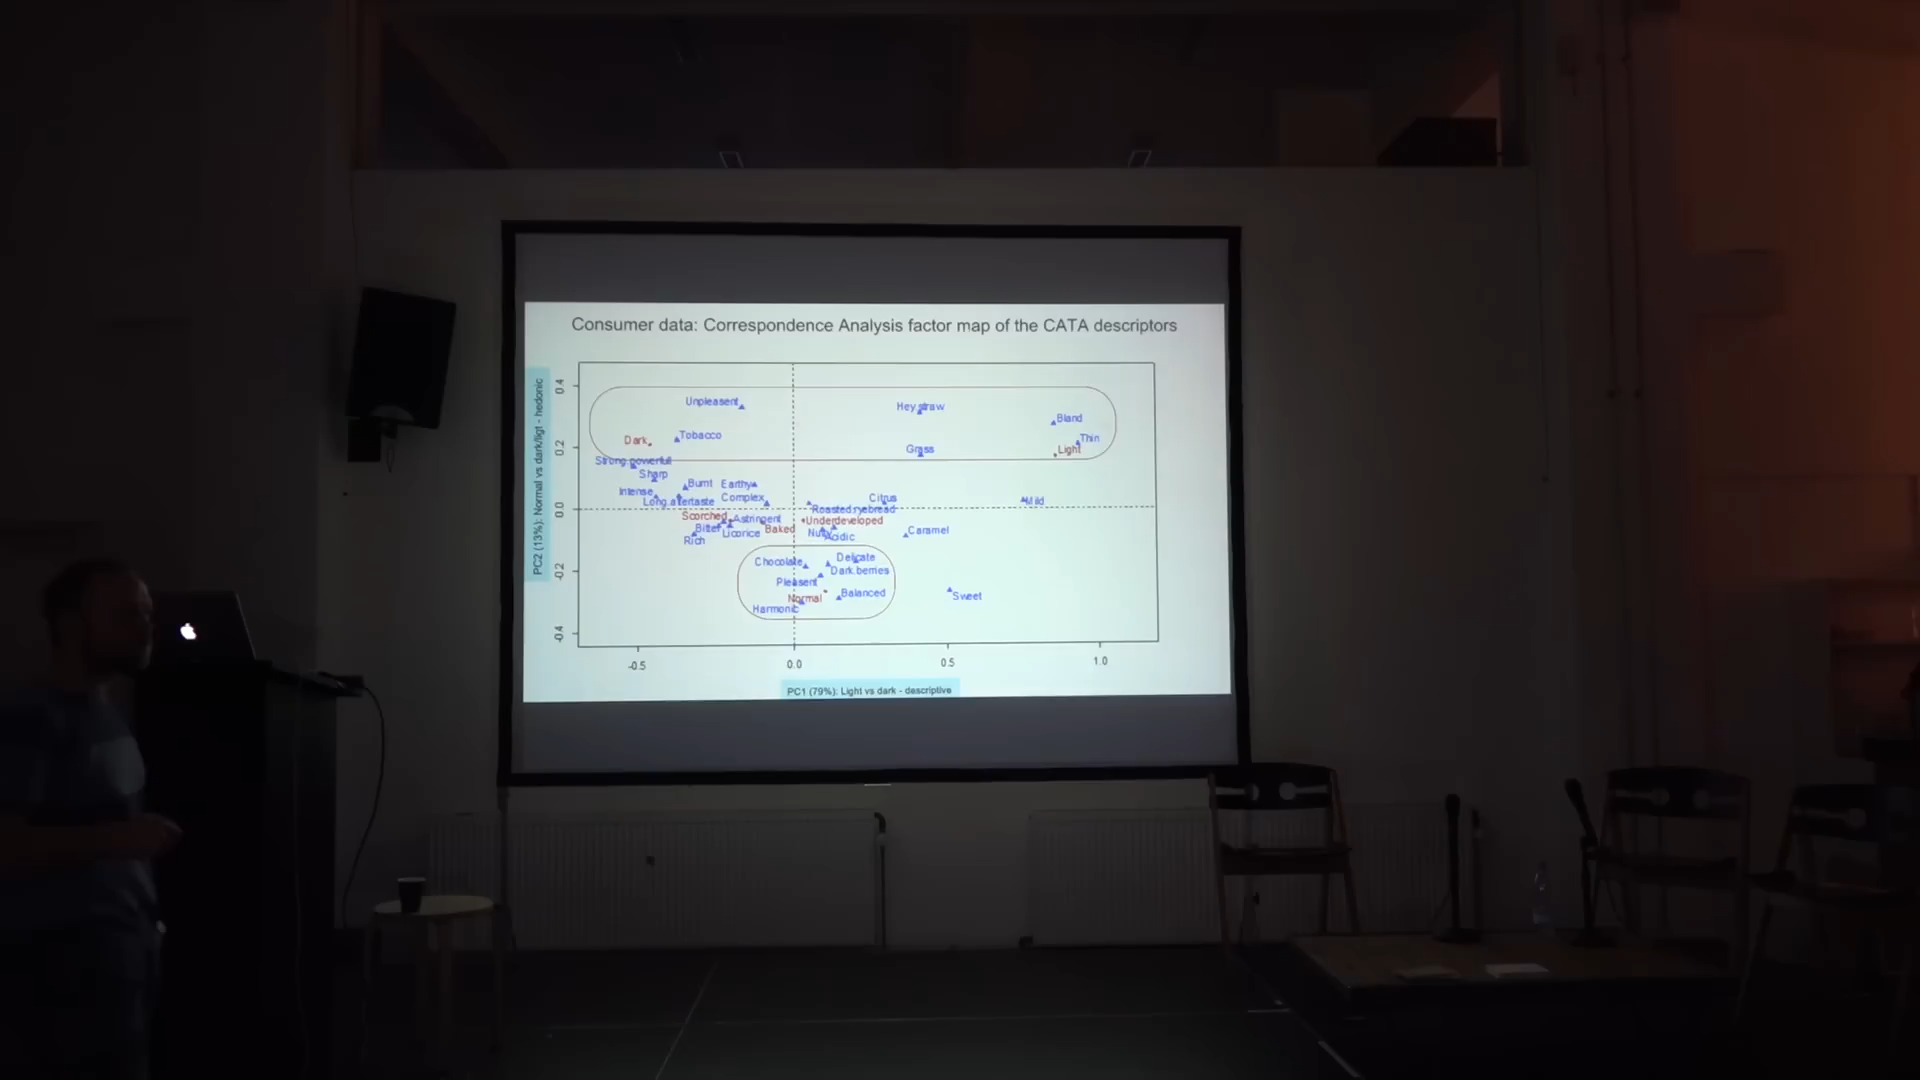 Consumer data: Correspondence Analysis factor map of the CATA descriptors
PC2 (13%): Normal vs dark/ligt - hedonic
0.4
0.2
0.0
-0.2
-0.4
Unpleasent
Hey.straw
Bland
Tobacco
Dark
Thin
Grass
Light
Strong.powerfull
Sharp
Burnt
Earthy
Intense
Long.aftertaste
Complex
Citrus
Mild
Roasted.ryebread
Scorched
Astringent
Underdeveloped
Bitter
Licorice
Baked
Nutty
Acidic
Caramel
Rich
Chocolate
Delicate
Dark.berries
Pleasent
Normal
Balanced
Sweet
Harmonic
-0.5
0.0
0.5
1.0
PC1 (79%): Light vs dark - descriptive